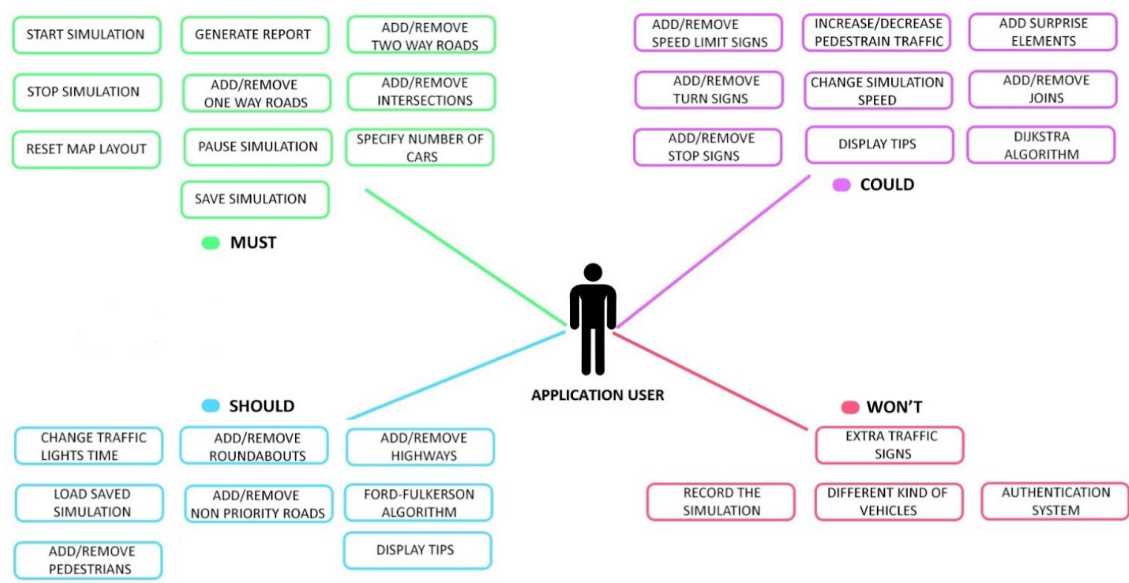 START SIMULATION
GENERATE REPORT
ADD/REMOVE
TWO WAY ROADS
STOP SIMULATION
ADD/REMOVE
ONE WAY ROADS
ADD/REMOVE
INTERSECTIONS
RESET MAP LAYOUT
PAUSE SIMULATION
SPECIFY NUMBER OF
CARS
SAVE SIMULATION
MUST
ADD/REMOVE
SPEED LIMIT SIGNS
INCREASE/DECREASE
PEDESTRAIN TRAFFIC
ADD SURPRISE
ELEMENTS
ADD/REMOVE
TURN SIGNS
CHANGE SIMULATION
SPEED
ADD/REMOVE
JOINS
ADD/REMOVE
STOP SIGNS
DISPLAY TIPS
DIJKSTRA
ALGORITHM
COULD
APPLICATION USER
SHOULD
CHANGE TRAFFIC
LIGHTS TIME
ADD/REMOVE
ROUNDABOUTS
ADD/REMOVE
HIGHWAYS
LOAD SAVED
SIMULATION
ADD/REMOVE
NON PRIORITY ROADS
FORD-FULKERSON
ALGORITHM
ADD/REMOVE
PEDESTRIANS
DISPLAY TIPS
WON'T
EXTRA TRAFFIC
SIGNS
RECORD THE
SIMULATION
DIFFERENT KIND OF
VEHICLES
AUTHENTICATION
SYSTEM